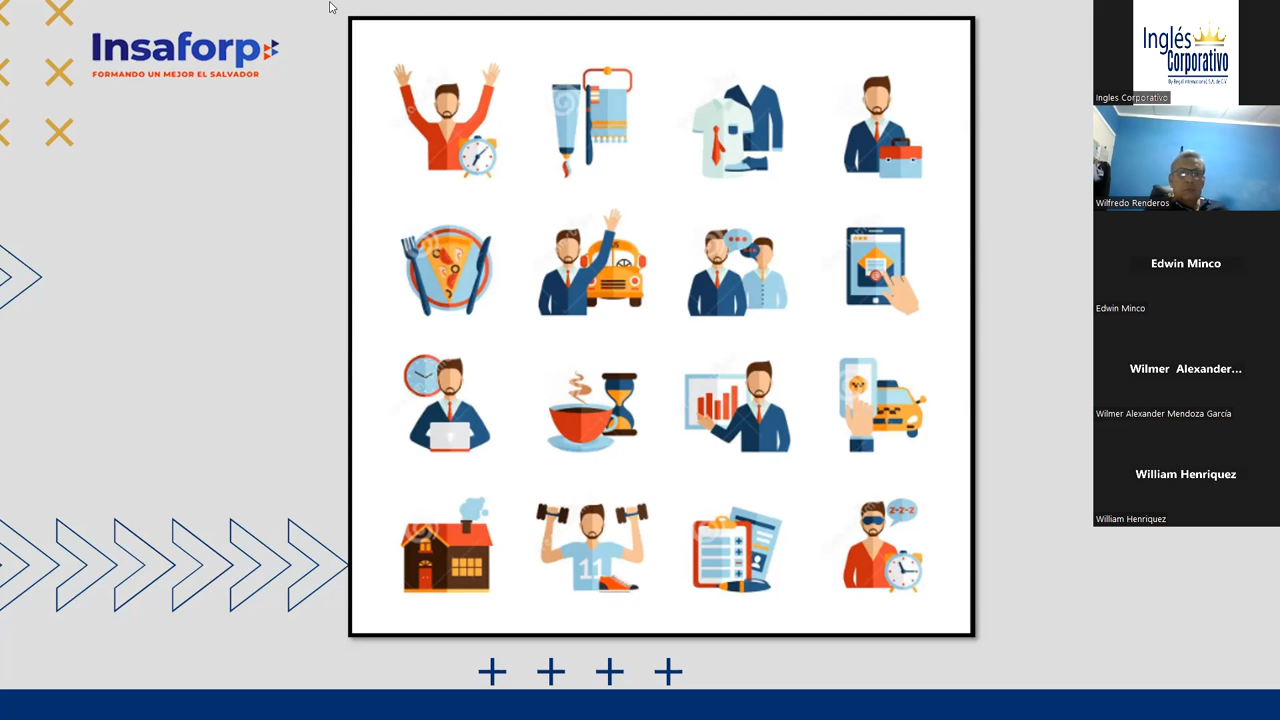 Insaforp
FORMANDO UN MEJOR EL SALVADOR
11
z-z-z
Inglés
Corporativo
Ingles Corporativo
Wilfredo Renderos
Edwin Minco
Edwin Minco
Wilmer Alexander...
Wilmer Alexander Mendoza García
William Henriquez
William Henriquez